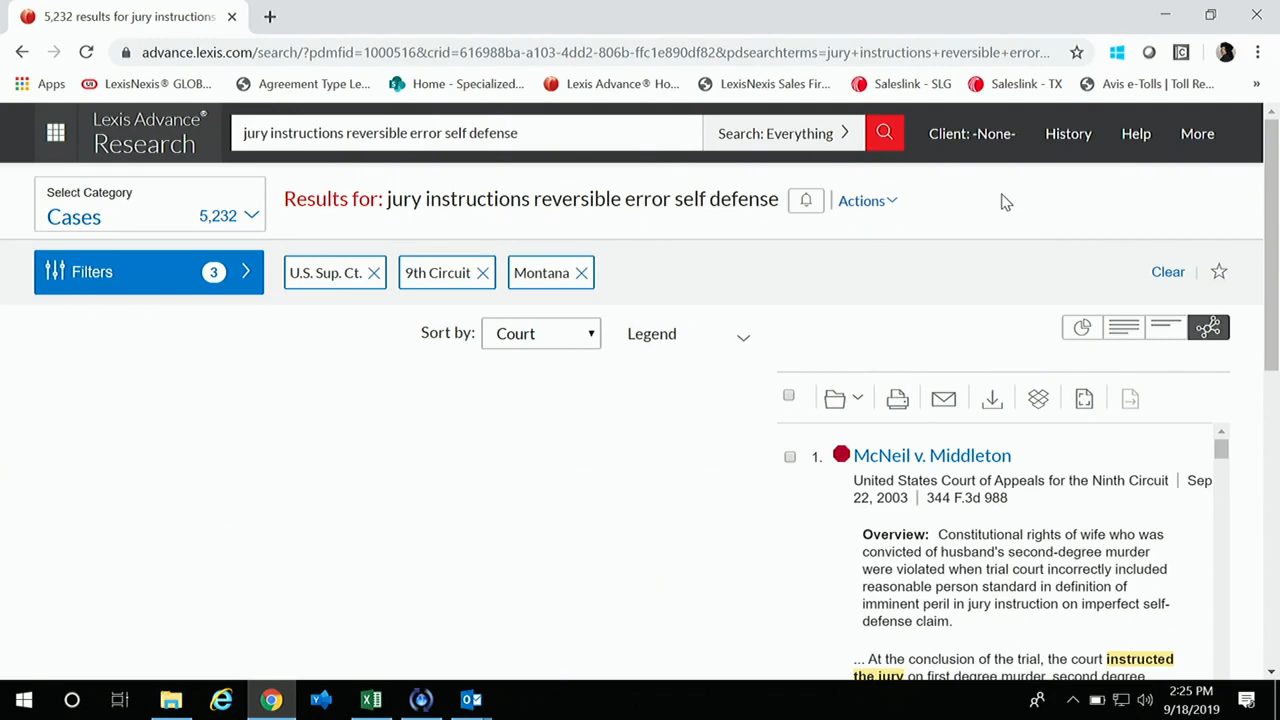 5,232 results for jury instructions
advance.lexis.com/search/?pdmfid=1000516&crid=616988ba-a103-4dd2-806b-ffc1e890df82&pdsearchterms=jury+instructions+reversible+error...
Apps
LexisNexis® GLOB...
Agreement Type Le...
Home - Specialized...
Lexis Advance® Ho...
LexisNexis Sales Fir...
Saleslink - SLG
Saleslink - TX
Avis e-Tolls | Toll Re...
»
Lexis Advance®
Research
jury instructions reversible error self defense
Search: Everything
Client: -None-
History
Help
More
Select Category
Cases 5,232
Results for: jury instructions reversible error self defense
Actions
Filters 3
U.S. Sup. Ct.
9th Circuit
Montana
Clear
Sort by: Court
Legend
1. McNeil v. Middleton
United States Court of Appeals for the Ninth Circuit | Sep
22, 2003 | 344 F.3d 988
Overview: Constitutional rights of wife who was
convicted of husband's second-degree murder
were violated when trial court incorrectly included
reasonable person standard in definition of
imminent peril in jury instruction on imperfect self-
defense claim.
... At the conclusion of the trial, the court instructed
the jury on first degree murder, second degree
2:25 PM
9/18/2019